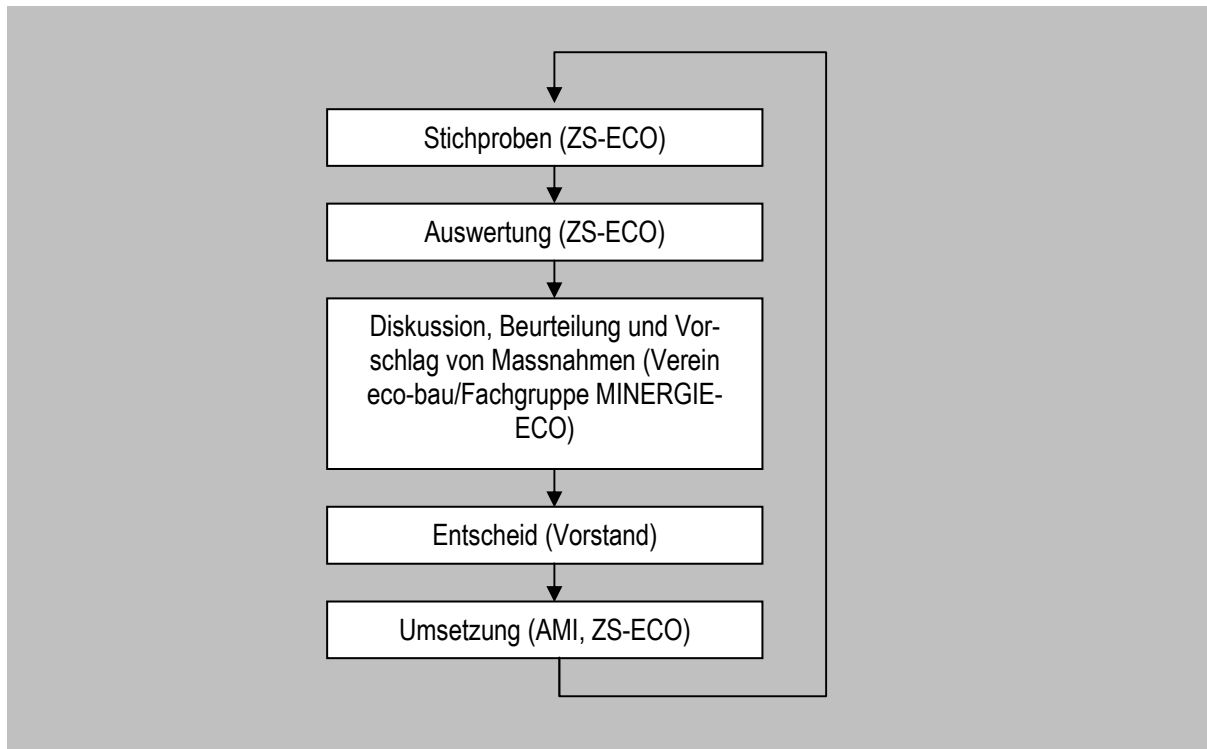 Stichproben (ZS-ECO)
Auswertung (ZS-ECO)
Diskussion, Beurteilung und Vor-
schlag von Massnahmen (Verein
eco-bau/Fachgruppe MINERGIE-
ECO)
Entscheid (Vorstand)
Umsetzung (AMI, ZS-ECO)